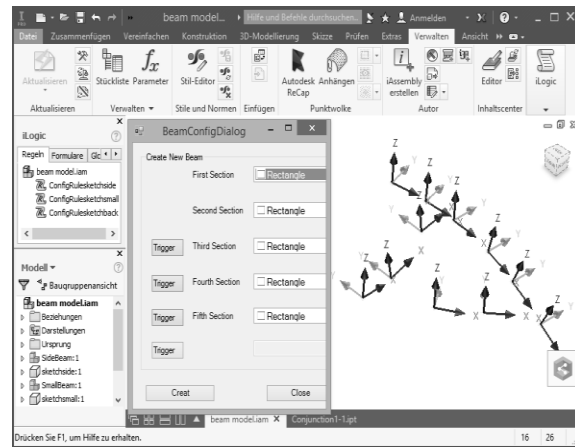 beam model...
Hilfe und Befehle durchsuchen...
Anmelden
Datei Zusammenfügen Vereinfachen Konstruktion 3D-Modellierung Skizze Prüfen Extras Verwalten Ansicht
Aktualisieren Stückliste Parameter Stil-Editor Autodesk ReCap Anhängen iAssembly erstellen Editor iLogic
Aktualisieren Verwalten Stile und Normen Einfügen Punktwolke Autor Inhaltscenter
iLogic
Regeln Formulare Glc
beam model.iam
ConfigRulesketchside
ConfigRulesketchsmall
ConfigRulesketchback
Modell
Baugruppenansicht
beam model.iam
Beziehungen
Darstellungen
Ursprung
SideBeam:1
sketchside:1
SmallBeam:1
sketchsmall:1
BeamConfigDialog
Create New Beam
First Section Rectangle
Second Section Rectangle
Trigger Third Section Rectangle
Trigger Fourth Section Rectangle
Trigger Fifth Section Rectangle
Trigger
Creat Close
beam model.iam X Conjunction1-1.ipt
Drücken Sie F1, um Hilfe zu erhalten.
16 26